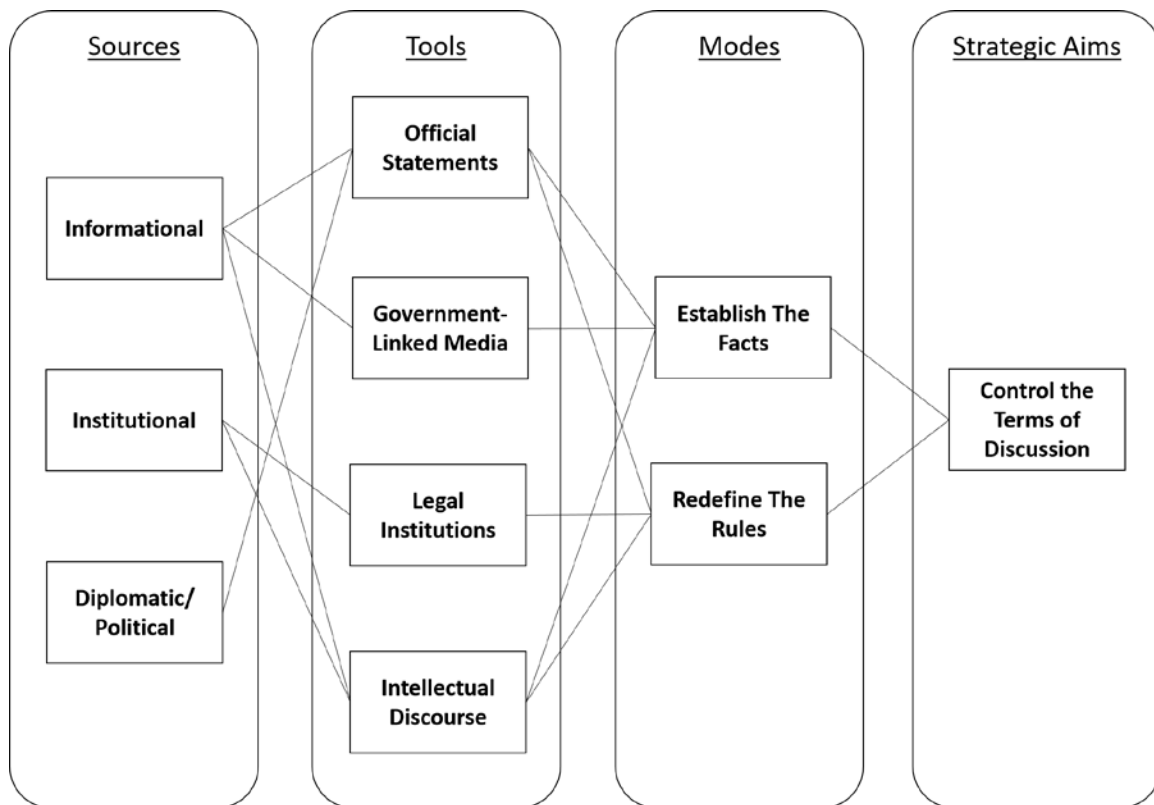 Sources
Informational
Institutional
Diplomatic/
Political
Tools
Official
Statements
Government-
Linked Media
Legal
Institutions
Intellectual
Discourse
Modes
Establish The
Facts
Redefine The
Rules
Strategic Aims
Control the
Terms of
Discussion